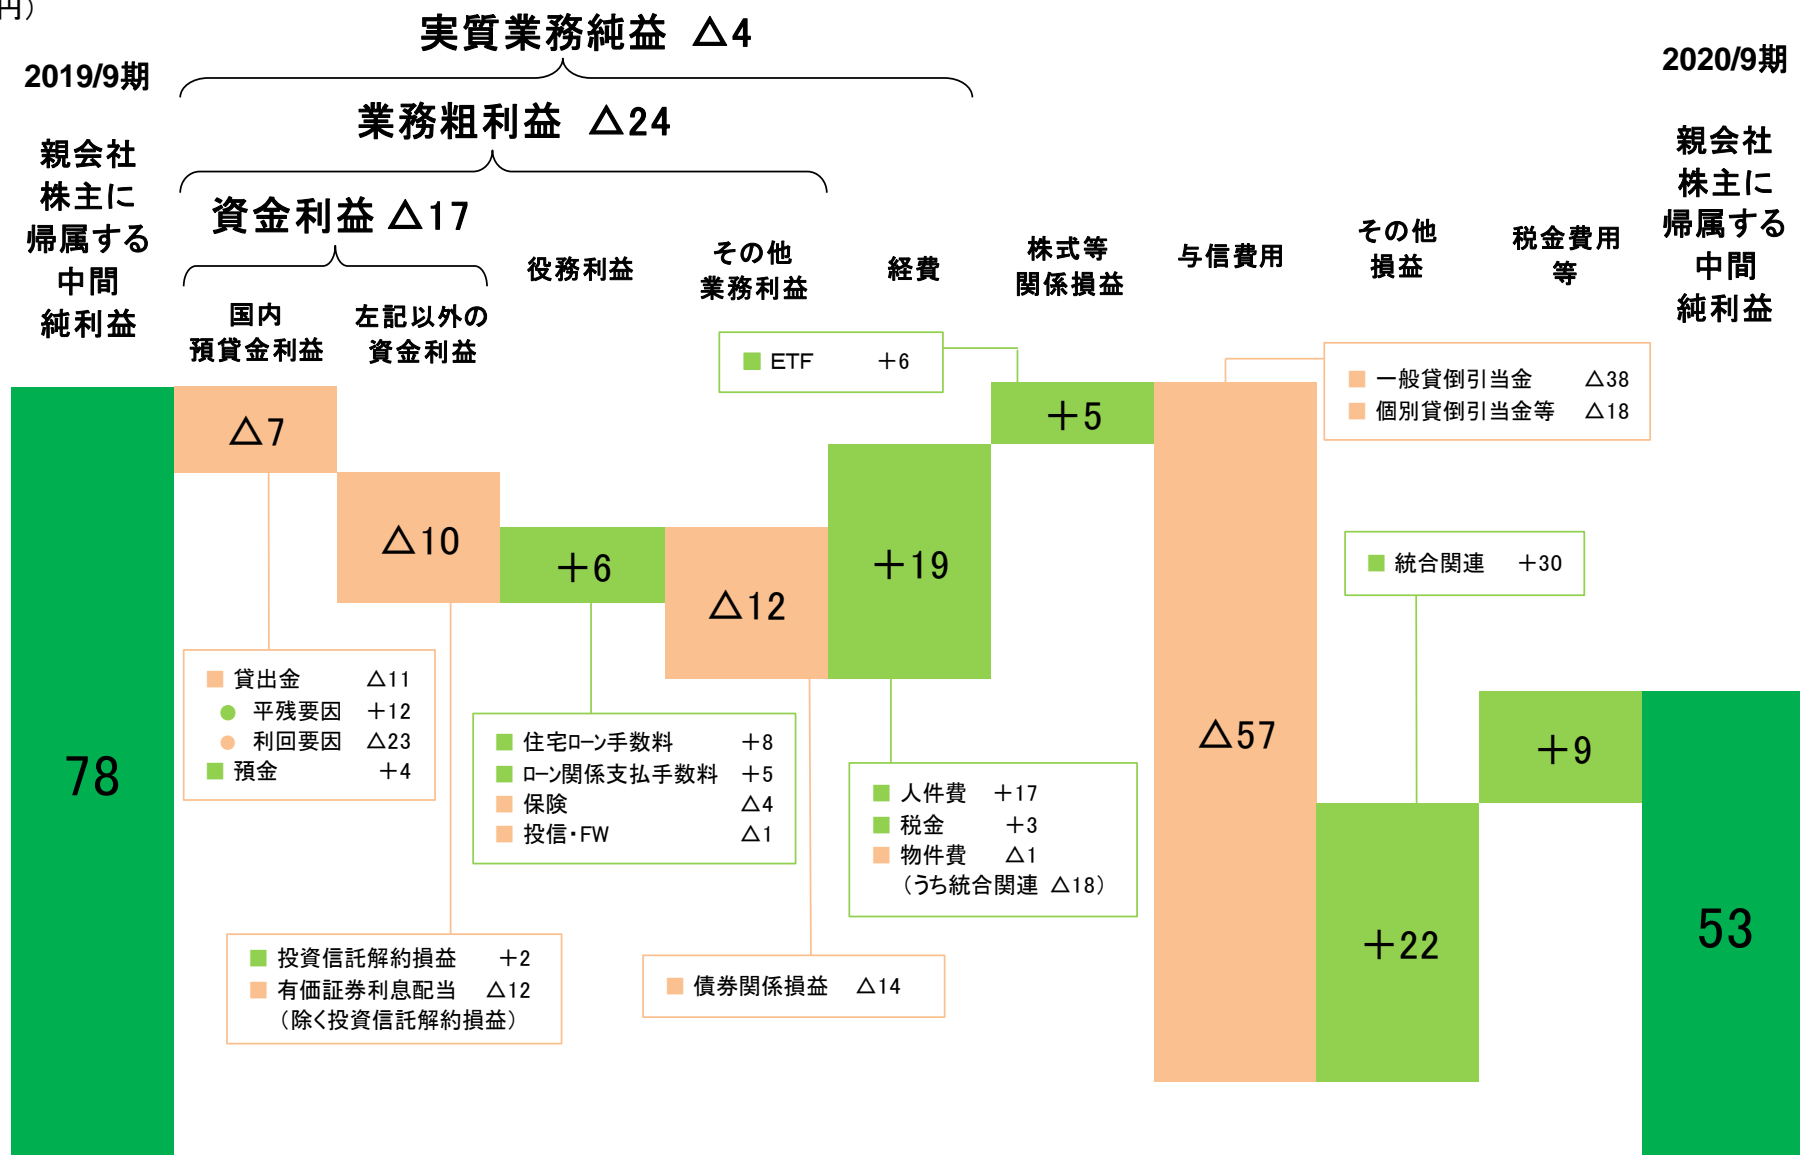 円）
実質業務純益 △4
2019/9期
2020/9期
業務粗利益 △24
親会社
株主に
帰属する
中間
純利益
資金利益 △17
国内
預貸金利益
左記以外の
資金利益
役務利益
その他
業務利益
経費
株式等
関係損益
与信費用
その他
損益
税金費用
等
親会社
株主に
帰属する
中間
純利益
■ ETF +6
■ 一般貸倒引当金 △38
■ 個別貸倒引当金等 △18
78
△7
△10
+6
△12
+19
+5
△57
+22
+9
53
■ 統合関連 +30
■ 貸出金 △11
● 平残要因 +12
● 利回要因 △23
■ 預金 +4
■ 住宅ローン手数料 +8
■ ローン関係支払手数料 +5
■ 保険 △4
■ 投信・FW △1
■ 人件費 +17
■ 税金 +3
■ 物件費 △1
（うち統合関連 △18）
■ 投資信託解約損益 +2
■ 有価証券利息配当 △12
（除く投資信託解約損益）
■ 債券関係損益 △14